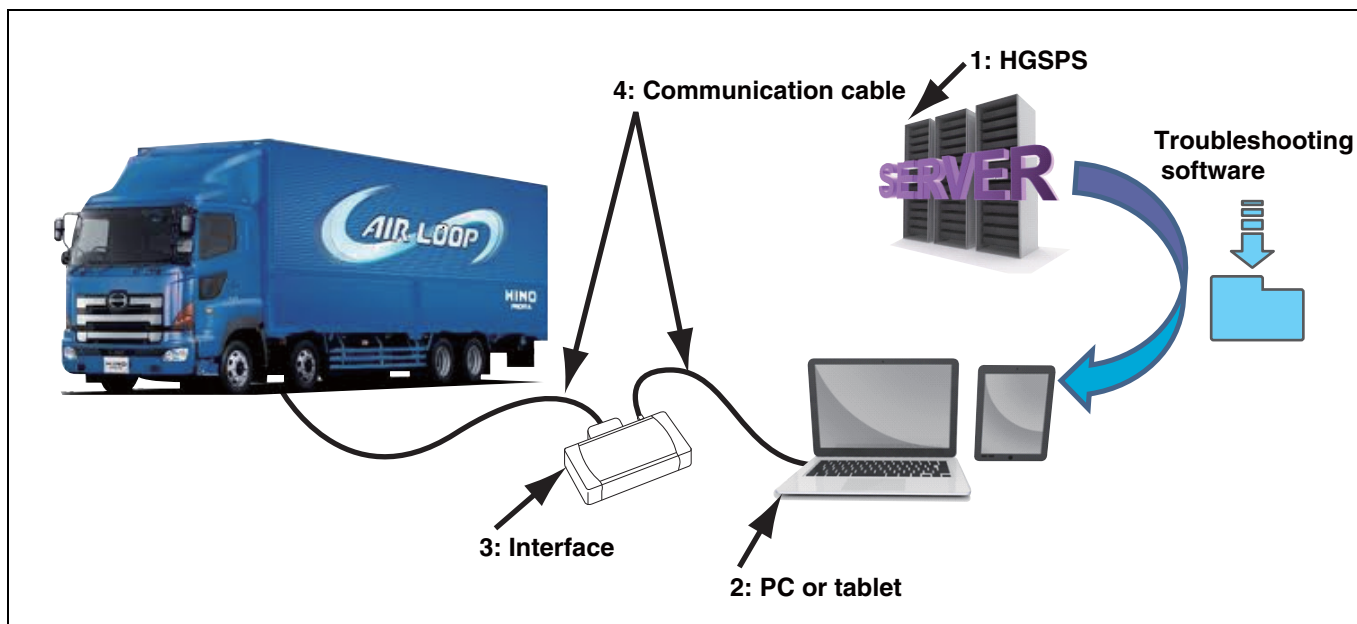 1: HGSPS
4: Communication cable
Troubleshooting
software
SERVER
AIR LOOP
HINO
3: Interface
2: PC or tablet